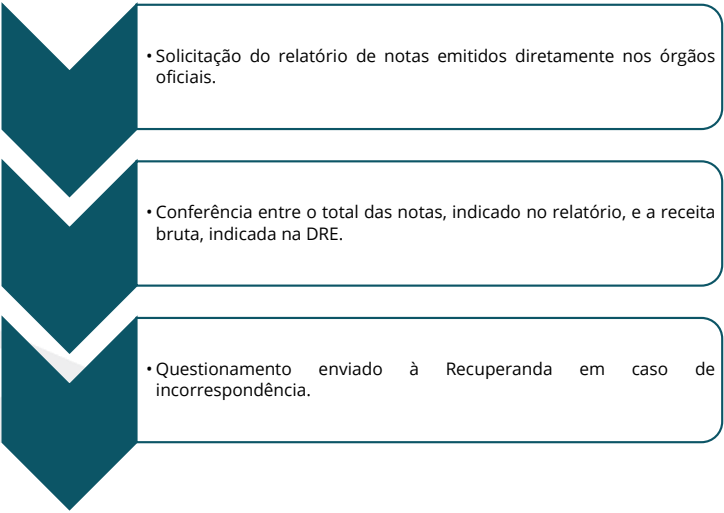 • Solicitação do relatório de notas emitidos diretamente nos órgãos
oficiais.
• Conferência entre o total das notas, indicado no relatório, e a receita
bruta, indicada na DRE.
• Questionamento enviado à Recuperanda em caso de
incorrespondência.